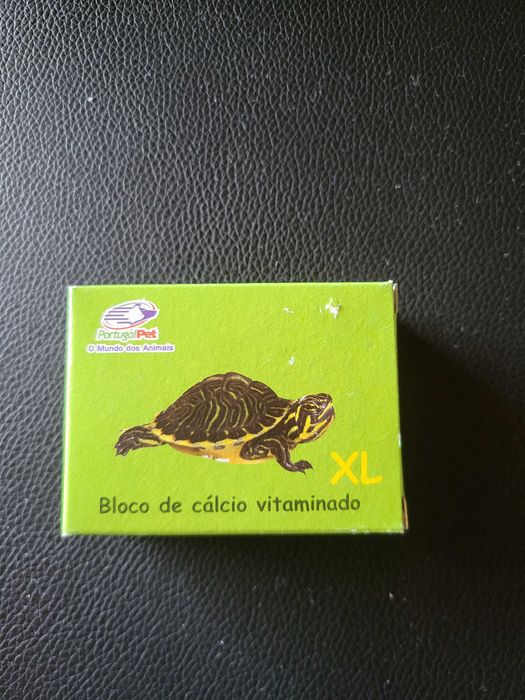 PortugalPet
O Mundo dos Animais
XL
Bloco de cálcio vitaminado